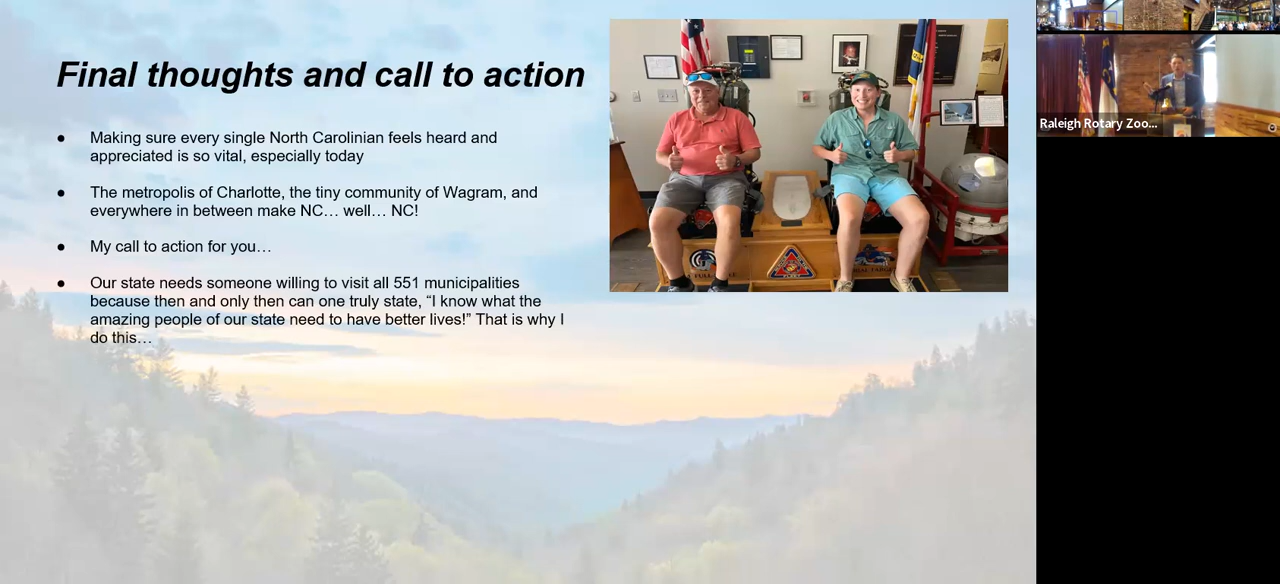 Final thoughts and call to action
● Making sure every single North Carolinian feels heard and
appreciated is so vital, especially today
● The metropolis of Charlotte, the tiny community of Wagram, and
everywhere in between make NC… well… NC!
● My call to action for you…
● Our state needs someone willing to visit all 551 municipalities
because then and only then can one truly state, “I know what the
amazing people of our state need to have better lives!” That is why I
do this…
Raleigh Rotary Zoo...